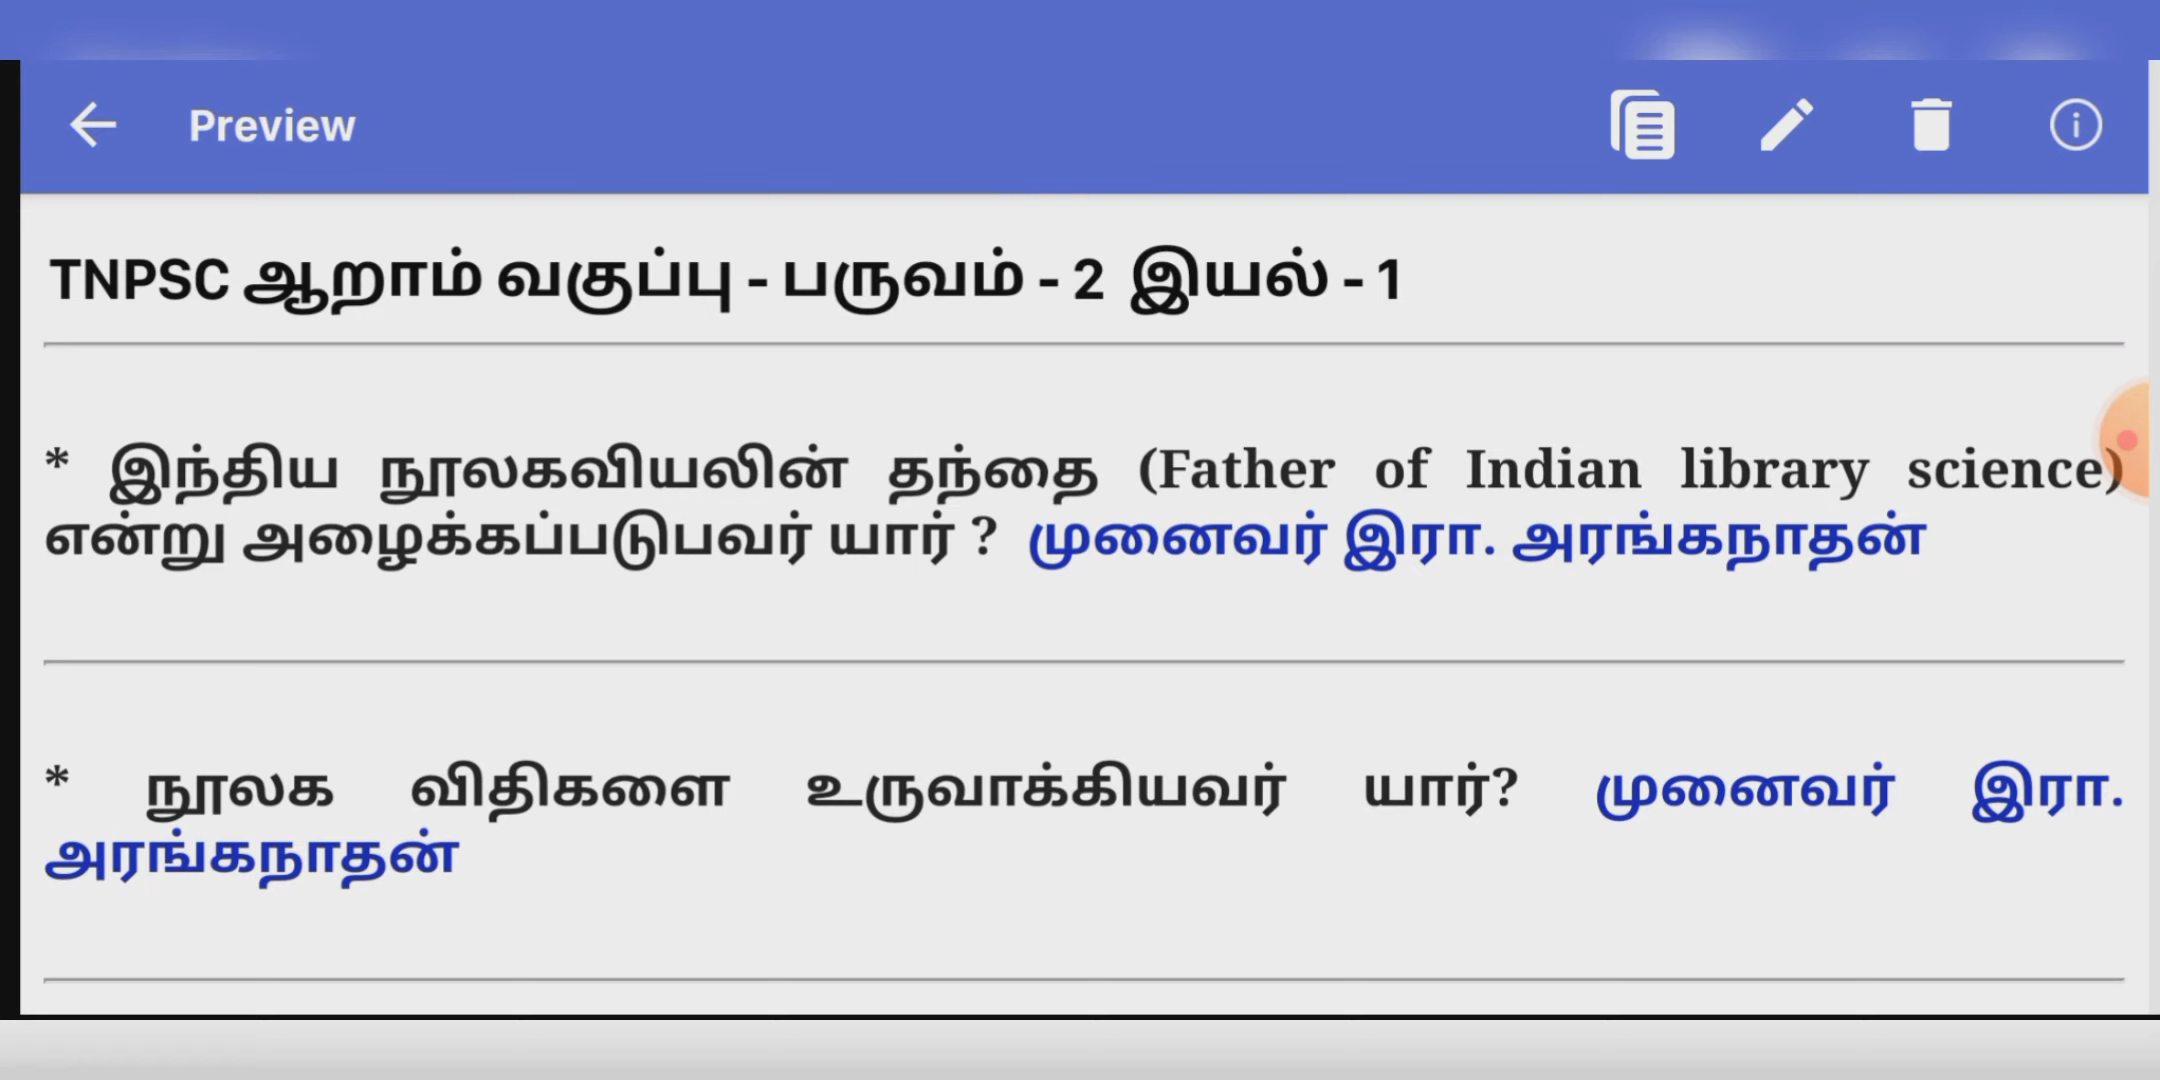 Preview
TNPSC ஆறாம் வகுப்பு - பருவம் - 2 இயல் - 1
* இந்திய நூலகவியலின் தந்தை (Father of Indian library science)
என்று அழைக்கப்படுபவர் யார் ? முனைவர் இரா. அரங்கநாதன்
* நூலக விதிகளை உருவாக்கியவர் யார்? முனைவர் இரா.
அரங்கநாதன்